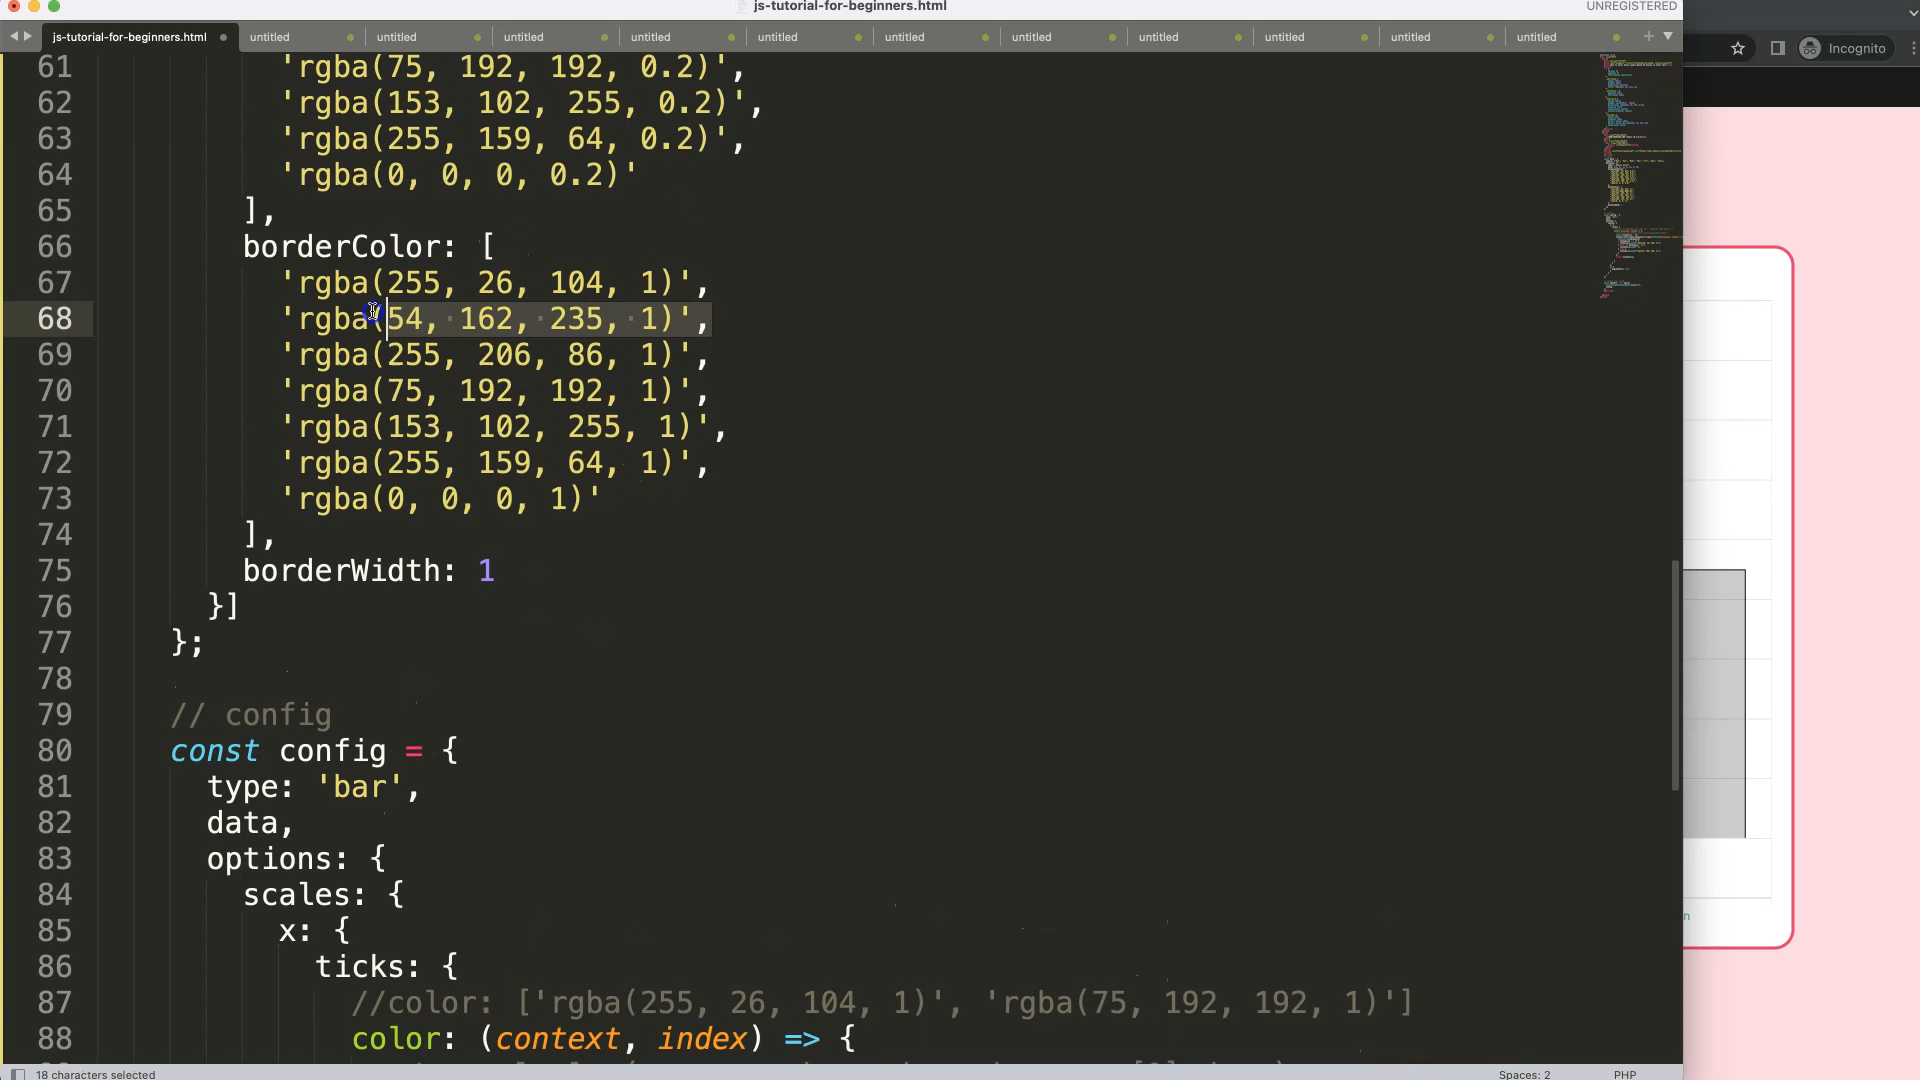 js-tutorial-for-beginners.html
UNREGISTERED
js-tutorial-for-beginners.html untitled untitled untitled untitled untitled untitled untitled untitled untitled untitled untitled
Incognito
61 'rgba(75, 192, 192, 0.2)',
62 'rgba(153, 102, 255, 0.2)',
63 'rgba(255, 159, 64, 0.2)',
64 'rgba(0, 0, 0, 0.2)'
65 ],
66 borderColor: [
67 'rgba(255, 26, 104, 1)',
68 'rgba(54, 162, 235, 1)',
69 'rgba(255, 206, 86, 1)',
70 'rgba(75, 192, 192, 1)',
71 'rgba(153, 102, 255, 1)',
72 'rgba(255, 159, 64, 1)',
73 'rgba(0, 0, 0, 1)'
74 ],
75 borderWidth: 1
76 }]
77 };
78
79 // config
80 const config = {
81 type: 'bar',
82 data,
83 options: {
84 scales: {
85 x: {
86 ticks: {
87 //color: ['rgba(255, 26, 104, 1)', 'rgba(75, 192, 192, 1)']
88 color: (context, index) => {
18 characters selected
Spaces: 2
PHP